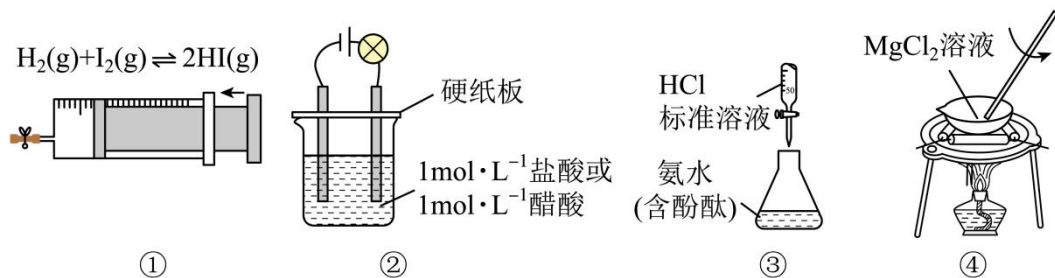 H₂(g)+I₂(g)⇌2HI(g)
①
硬纸板
1mol·L⁻¹盐酸或
1mol·L⁻¹醋酸
②
HCl
标准溶液
50
氨水
(含酚酞)
③
MgCl₂溶液
④